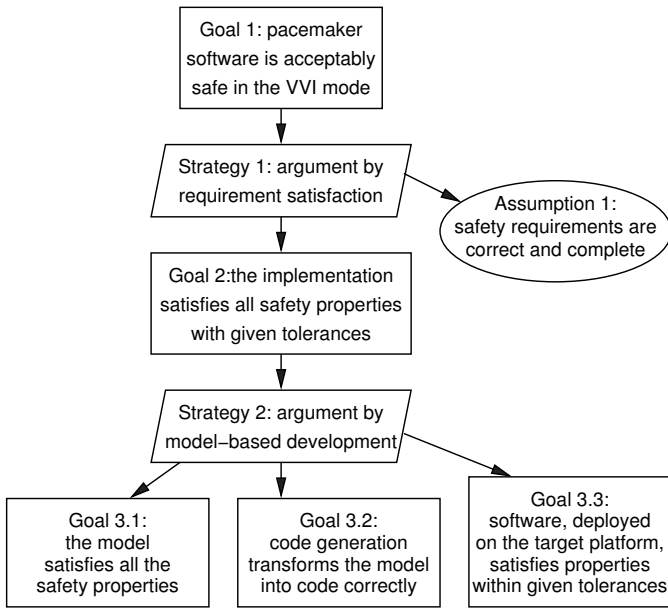 Goal 1: pacemaker
software is acceptably
safe in the VVI mode
Strategy 1: argument by
requirement satisfaction
Assumption 1:
safety requirements are
correct and complete
Goal 2:the implementation
satisfies all safety properties
with given tolerances
Strategy 2: argument by
model−based development
Goal 3.1:
the model
satisfies all the
safety properties
Goal 3.2:
code generation
transforms the model
into code correctly
Goal 3.3:
software, deployed
on the target platform,
satisfies properties
within given tolerances